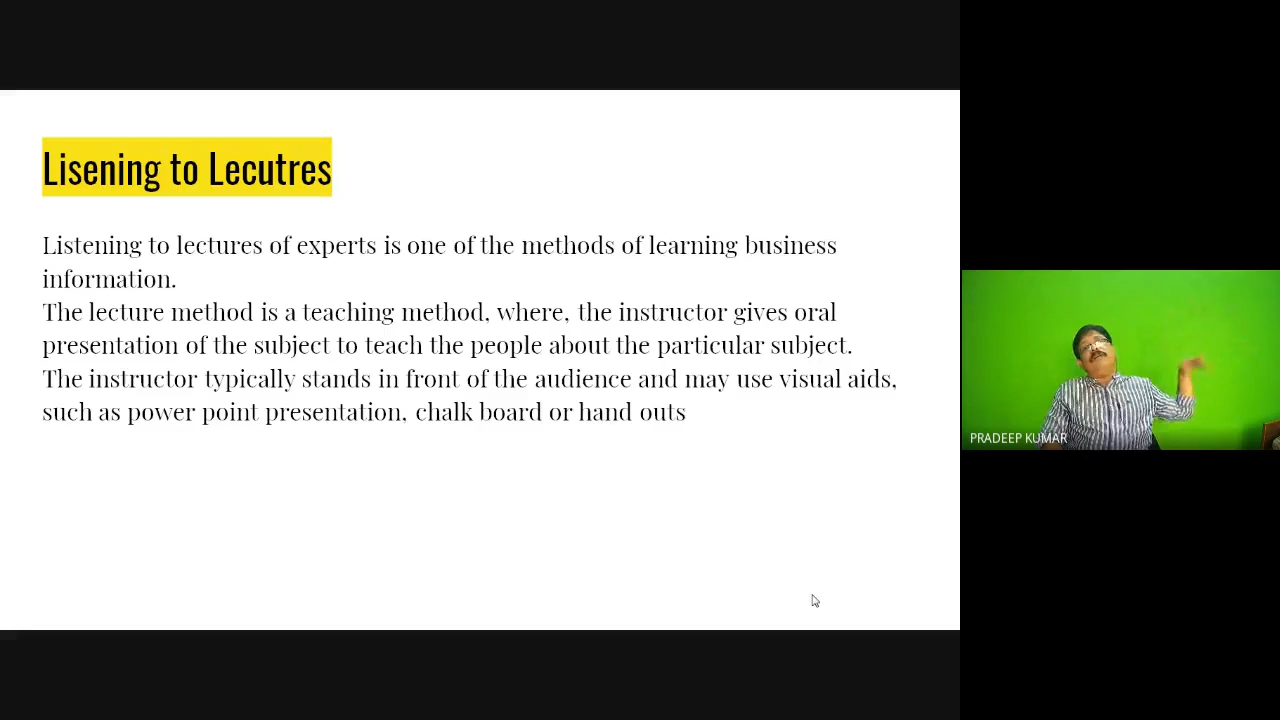 Lisening to Lecutres
Listening to lectures of experts is one of the methods of learning business
information.
The lecture method is a teaching method, where, the instructor gives oral
presentation of the subject to teach the people about the particular subject.
The instructor typically stands in front of the audience and may use visual aids,
such as power point presentation, chalk board or hand outs
PRADEEP KUMAR